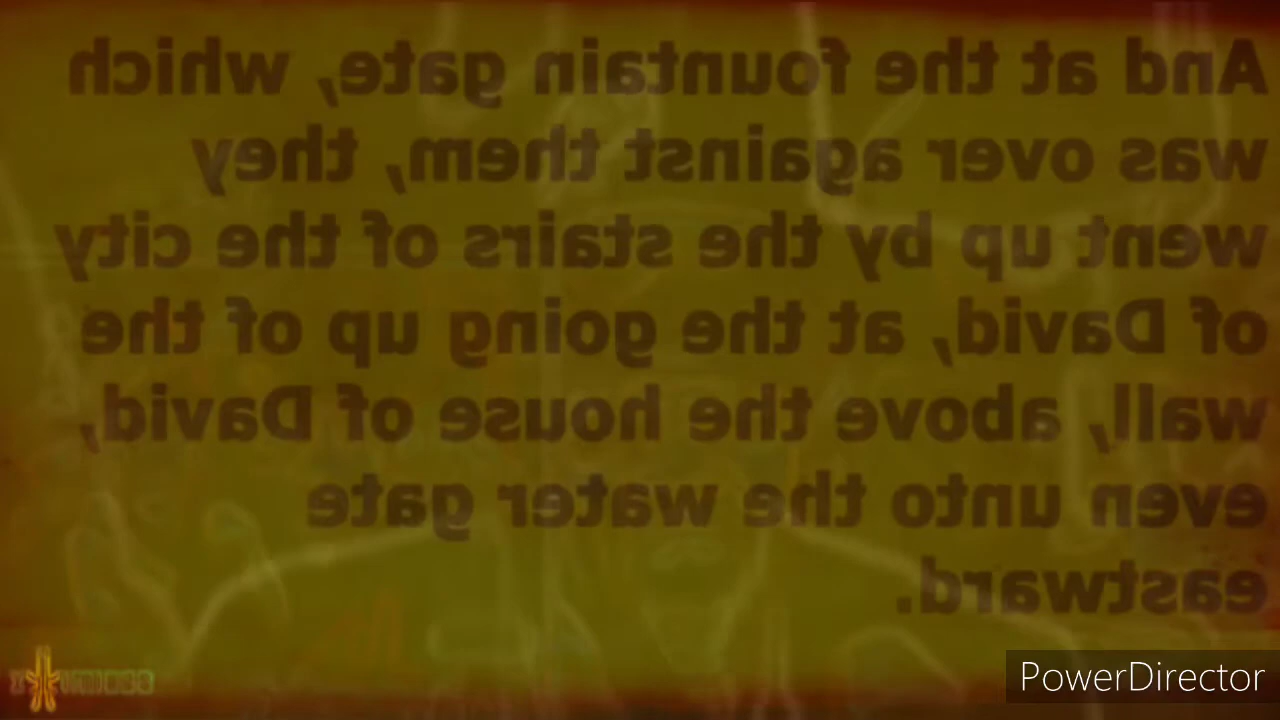 And at the fountain gate, which
was over against them, they
went up by the stairs of the city
of David, at the going up of the
wall, above the house of David,
even unto the water gate
eastward.
PowerDirector